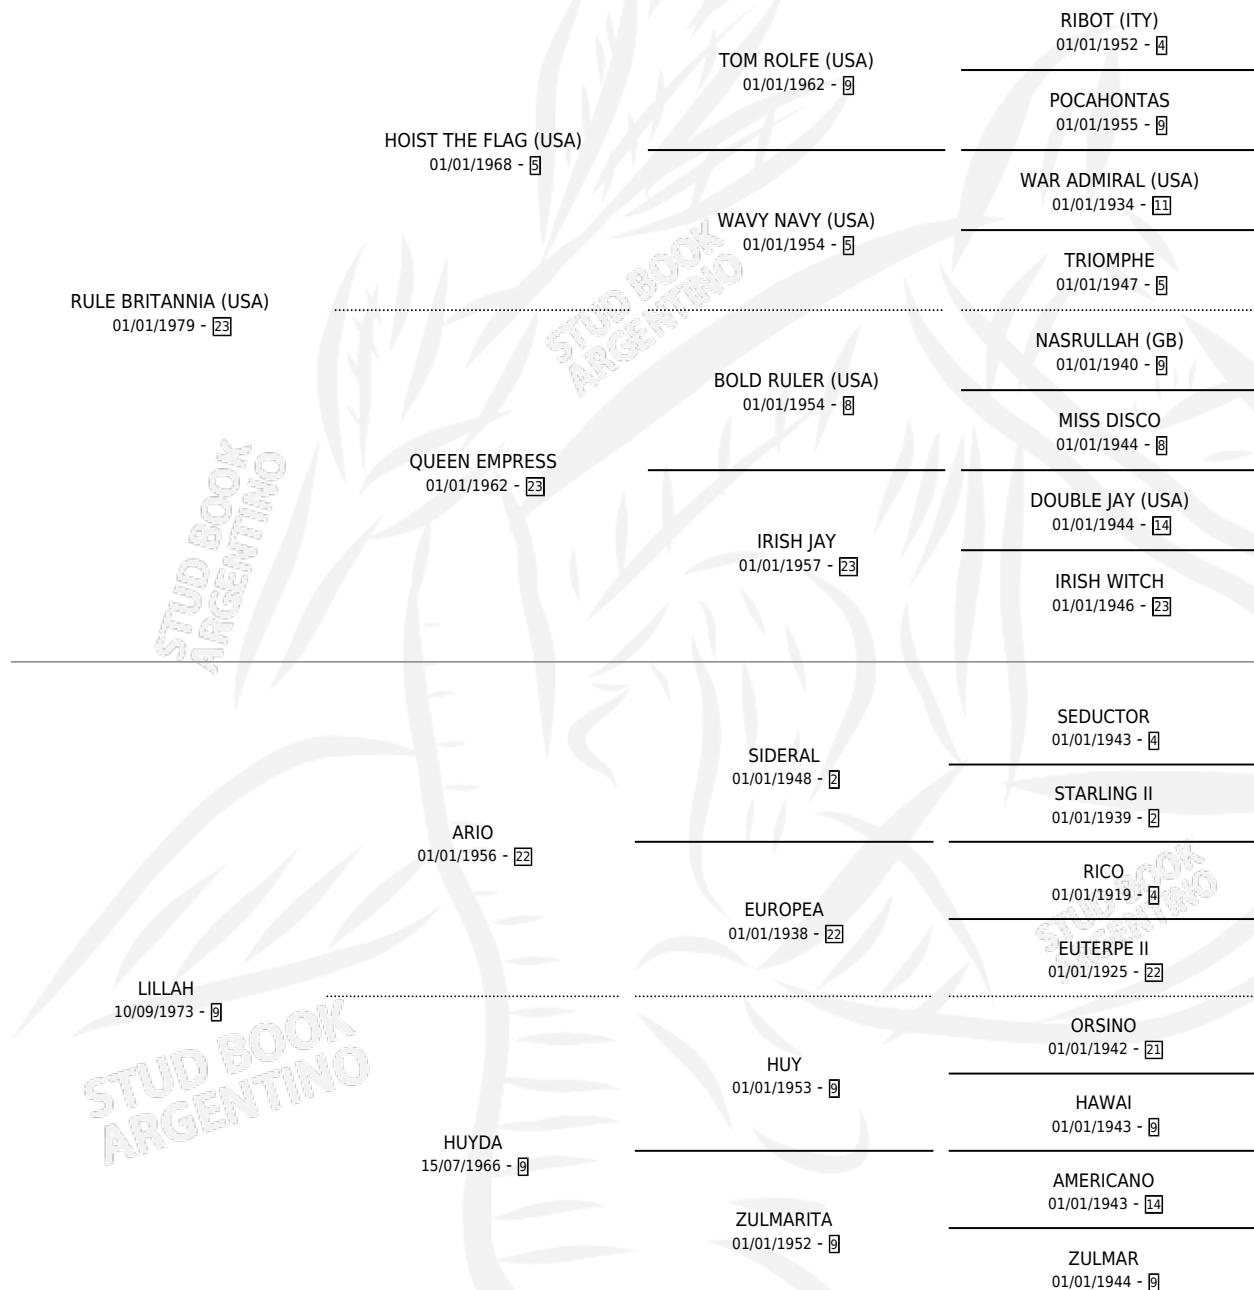 RIBOT (ITY)
01/01/1952 - 4
TOM ROLFE (USA)
01/01/1962 - 9
POCAHONTAS
01/01/1955 - 9
HOIST THE FLAG (USA)
01/01/1968 - 5
WAR ADMIRAL (USA)
01/01/1934 - 11
WAVY NAVY (USA)
01/01/1954 - 5
TRIOMPHE
01/01/1947 - 5
RULE BRITANNIA (USA)
01/01/1979 - 23
NASRULLAH (GB)
01/01/1940 - 9
BOLD RULER (USA)
01/01/1954 - 8
MISS DISCO
01/01/1944 - 8
QUEEN EMPRESS
01/01/1962 - 23
DOUBLE JAY (USA)
01/01/1944 - 14
IRISH JAY
01/01/1957 - 23
IRISH WITCH
01/01/1946 - 23
SEDUCTOR
01/01/1943 - 4
SIDERAL
01/01/1948 - 2
STARLING II
01/01/1939 - 2
ARIO
01/01/1956 - 22
RICO
01/01/1919 - 4
EUROPEA
01/01/1938 - 22
EUTERPE II
01/01/1925 - 22
LILLAH
10/09/1973 - 9
ORSINO
01/01/1942 - 21
HUY
01/01/1953 - 9
HAWAI
01/01/1943 - 9
HUYDA
15/07/1966 - 9
AMERICANO
01/01/1943 - 14
ZULMARITA
01/01/1952 - 9
ZULMAR
01/01/1944 - 9
STUD BOOK
ARGENTINO
STUD BOOK
ARGENTINO
STUD BOOK
ARGENTINO
STUD BOOK
ARGENTINO